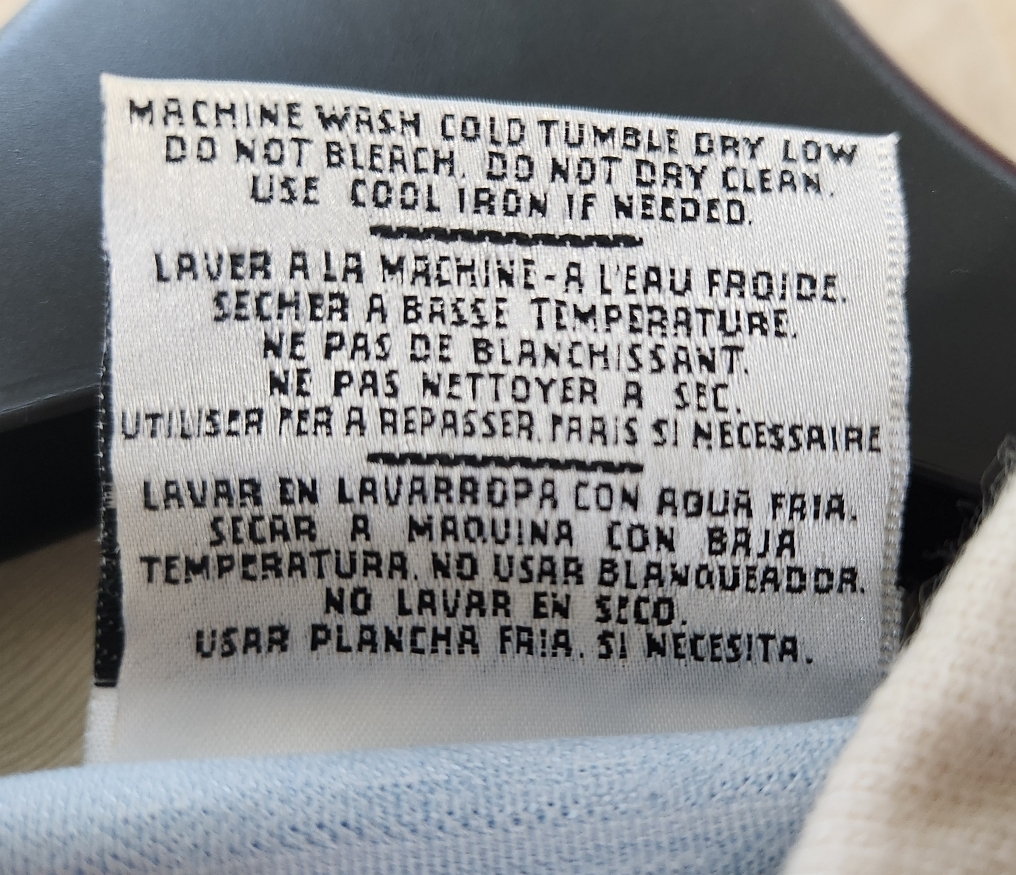 MACHINE WASH COLD TUMBLE DRY LOW
DO NOT BLEACH. DO NOT DRY CLEAN.
USE COOL IRON IF NEEDED.
LAVER A LA MACHINE-A L'EAU FROIDE.
SECHER A BASSE TEMPERATURE.
NE PAS DE BLANCHISSANT.
NE PAS NETTOYER A SEC.
UTILISER PER A REPASSER. PARIS SI NECESSAIRE
LAVAR EN LAVARROPA CON AQUA FRIA.
SECAR A MAQUINA CON BAJA
TEMPERATURA. NO USAR BLANQUEADOR.
NO LAVAR EN SECO.
USAR PLANCHA FRIA. SI NECESITA.